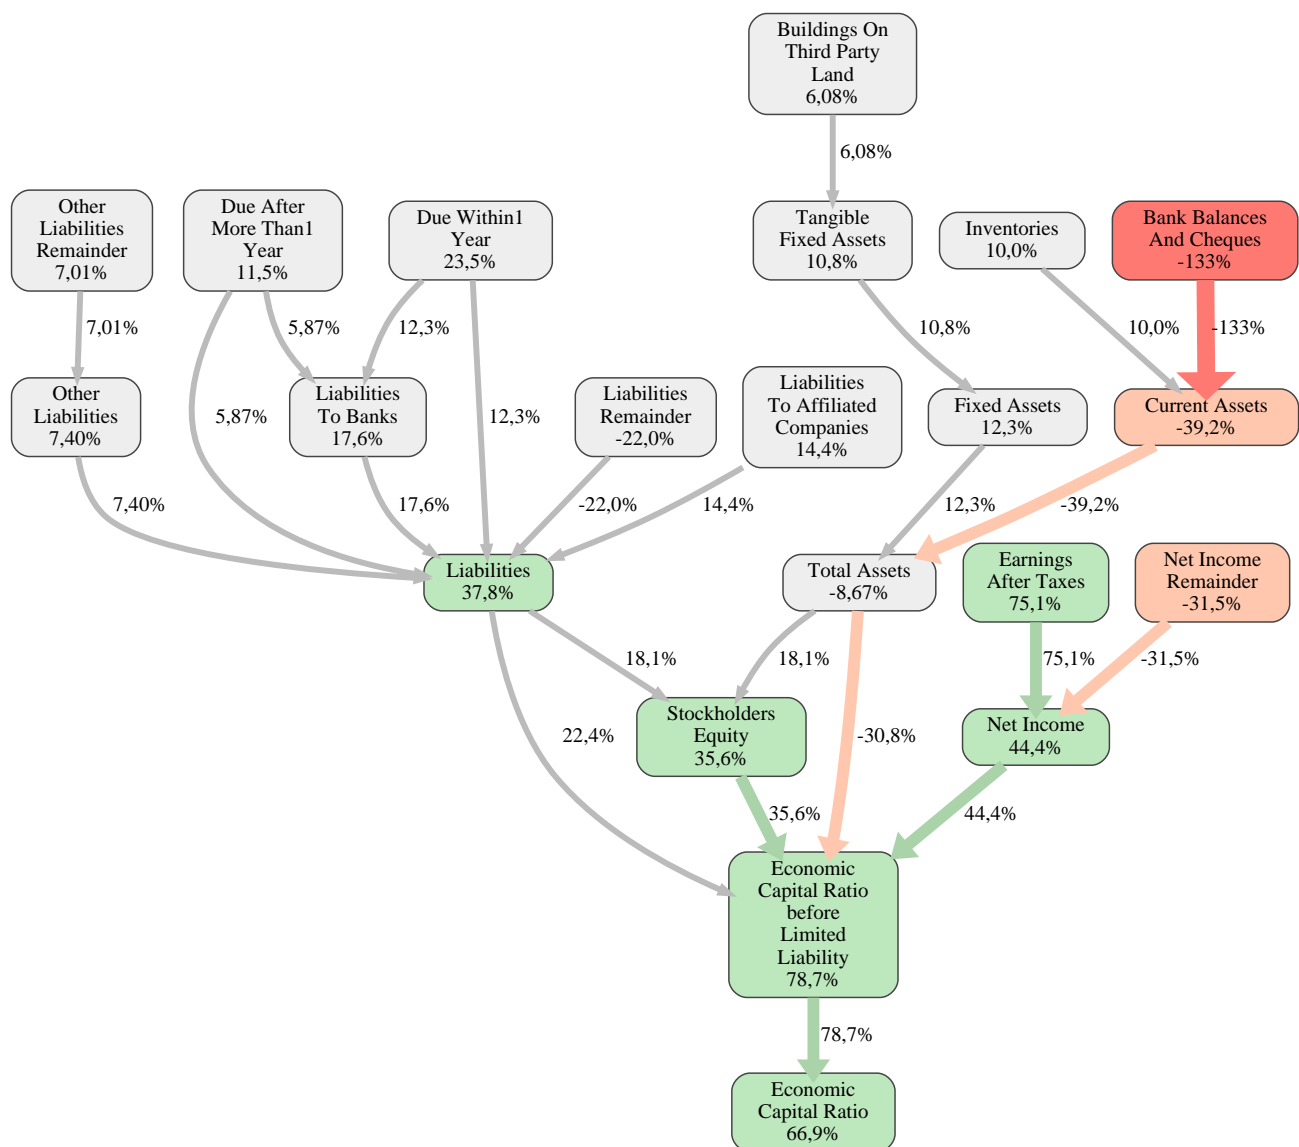 Buildings On
Third Party
Land
6,08%
6,08%
Other
Liabilities
Remainder
7,01%
Due After
More Than1
Year
11,5%
Due Within1
Year
23,5%
Tangible
Fixed Assets
10,8%
Inventories
10,0%
Bank Balances
And Cheques
-133%
7,01%
5,87%
12,3%
10,8%
10,0%
-133%
Other
Liabilities
7,40%
5,87%
Liabilities
To Banks
17,6%
12,3%
Liabilities
Remainder
-22,0%
Liabilities
To Affiliated
Companies
14,4%
Fixed Assets
12,3%
Current Assets
-39,2%
7,40%
17,6%
-22,0%
14,4%
12,3%
-39,2%
Liabilities
37,8%
Total Assets
-8,67%
Earnings
After Taxes
75,1%
Net Income
Remainder
-31,5%
18,1%
18,1%
75,1%
-31,5%
22,4%
Stockholders
Equity
35,6%
-30,8%
Net Income
44,4%
35,6%
44,4%
Economic
Capital Ratio
before
Limited
Liability
78,7%
78,7%
Economic
Capital Ratio
66,9%